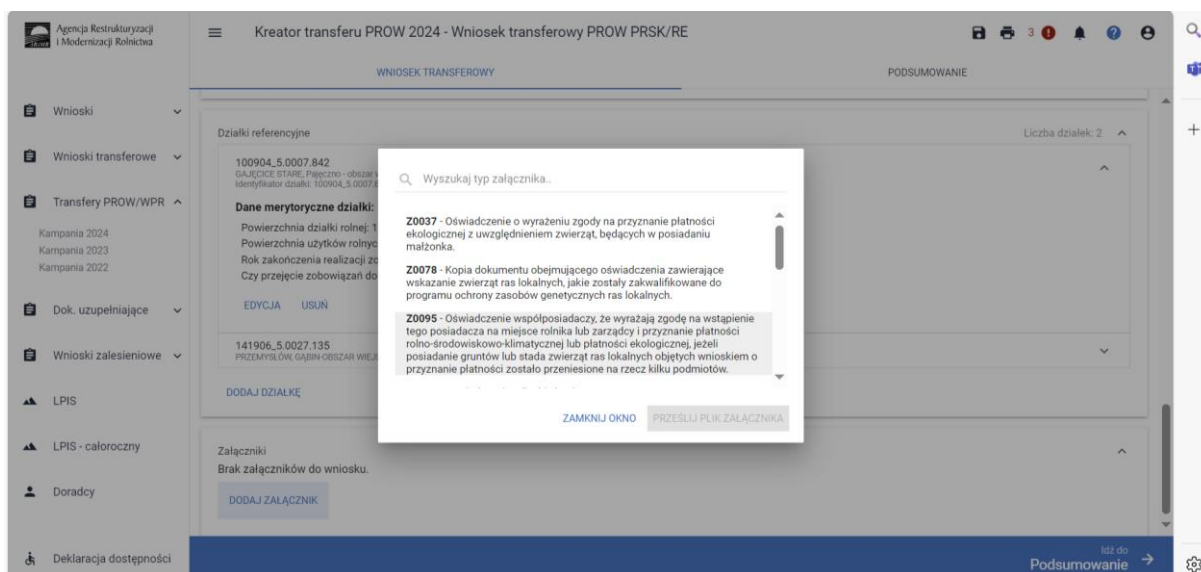 Agencja Restrukturyzacji
i Modernizacji Rolnictwa
Kreator transferu PROW 2024 - Wniosek transferowy PROW PRSK/RE
3
WNIOSEK TRANSFEROWY
PODSUMOWANIE
Wnioski
Wnioski transferowe
Transfery PROW/WPR
Kampania 2024
Kampania 2023
Kampania 2022
Dok. uzupełniające
Wnioski zalesieniowe
LPIS
LPIS - całoroczny
Doradcy
Deklaracja dostępności
Działki referencyjne
Liczba działek: 2
100904_5.0007.842
GAJĘCICE STARE, Pajęczno - obszar
Identyfikator działki: 100904_5.0007.
Dane merytoryczne działki:
Powierzchnia działki rolnej: 1
Powierzchnia użytków rolnyc
Rok zakończenia realizacji zo
Czy przejęcie zobowiązań do
EDYCJA USUŃ
141906_5.0027.135
PRZEMYSŁÓW, GĄBIN-OBSZAR WIEJ
DODAJ DZIAŁKĘ
Wyszukaj typ załącznika..
Z0037 - Oświadczenie o wyrażeniu zgody na przyznanie płatności
ekologicznej z uwzględnieniem zwierząt, będących w posiadaniu
małżonka.
Z0078 - Kopia dokumentu obejmującego oświadczenia zawierające
wskazanie zwierząt ras lokalnych, jakie zostały zakwalifikowane do
programu ochrony zasobów genetycznych ras lokalnych.
Z0095 - Oświadczenie współposiadaczy, że wyrażają zgodę na wstąpienie
tego posiadacza na miejsce rolnika lub zarządcy i przyznanie płatności
rolno-środowiskowo-klimatycznej lub płatności ekologicznej, jeżeli
posiadanie gruntów lub stada zwierząt ras lokalnych objętych wnioskiem o
przyznanie płatności zostało przeniesione na rzecz kilku podmiotów.
ZAMKNIJ OKNO
PRZEŚLIJ PLIK ZAŁĄCZNIKA
Załączniki
Brak załączników do wniosku.
DODAJ ZAŁĄCZNIK
Idź do
Podsumowanie